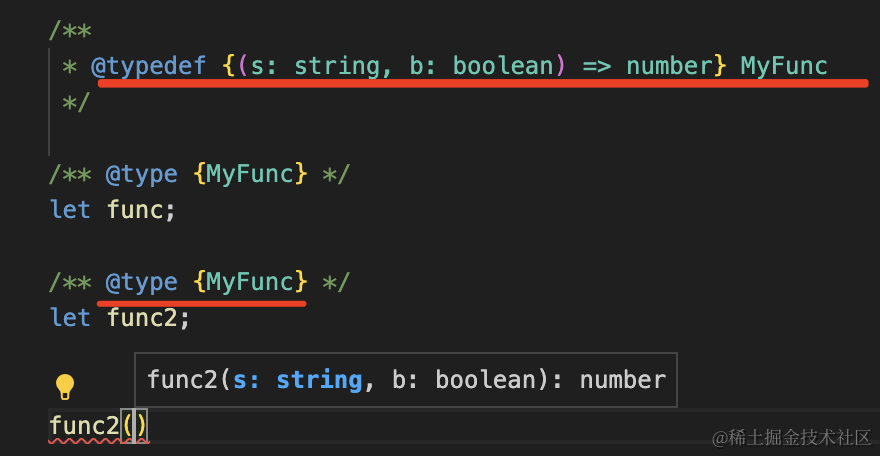 /**
 * @typedef {(s: string, b: boolean) => number} MyFunc
 */
/** @type {MyFunc} */
let func;
/** @type {MyFunc} */
let func2;
func2(s: string, b: boolean): number
func2()
@稀土掘金技术社区